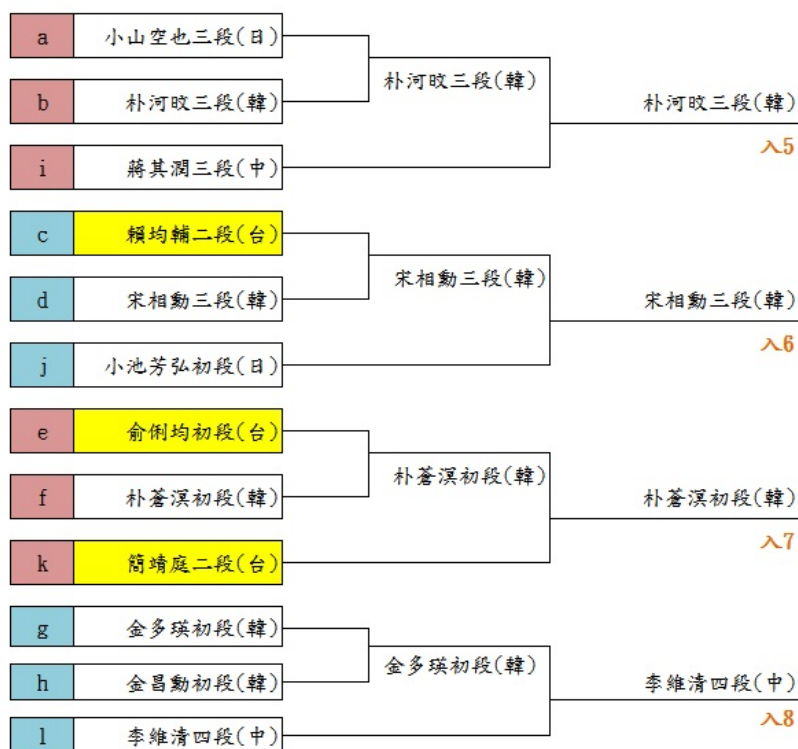 a 小山空也三段(日)
朴河旼三段(韓)
b 朴河旼三段(韓)
朴河旼三段(韓)
入5
i 蔣其潤三段(中)
c 賴均輔二段(台)
宋相勳三段(韓)
d 宋相勳三段(韓)
宋相勳三段(韓)
入6
j 小池芳弘初段(日)
e 俞俐均初段(台)
朴蒼溟初段(韓)
f 朴蒼溟初段(韓)
朴蒼溟初段(韓)
入7
k 簡靖庭二段(台)
g 金多瑛初段(韓)
金多瑛初段(韓)
h 金昌勳初段(韓)
李維清四段(中)
入8
l 李維清四段(中)